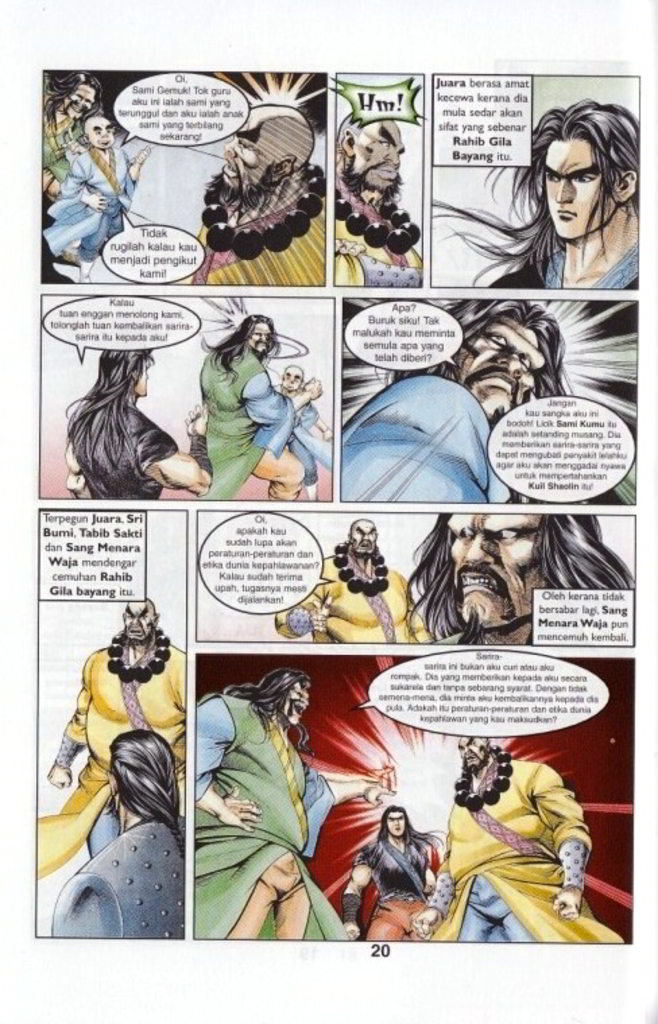 Oi,
Sami Gemuk! Tok guru
aku ini ialah sami yang
terunggul dan aku ialah anak
sami yang terbilang
sekarang!
Tidak
rugilah kalau kau
menjadi pengikut
kami!
Hm!
Juara berasa amat
kecewa kerana dia
mula sedar akan
sifat yang sebenar
Rahib Gila
Bayang itu.
Kalau
tuan enggan menolong kami,
tolonglah tuan kembalikan sarira-
sarira itu kepada aku!
Apa?
Buruk siku! Tak
malukah kau meminta
semula apa yang
telah diberi?
Jangan
kau sangka aku ini
bodoh! Licik Sami Kumu itu
adalah setanding musang. Dia
memberikan sarira-sarira yang
dapat mengubati penyakit lelahku
agar aku akan menggadai nyawa
untuk mempertahankan
Kuil Shaolin itu!
Terpegun Juara, Sri
Bumi, Tabib Sakti
dan Sang Menara
Waja mendengar
cemuhan Rahib
Gila bayang itu.
Oi,
apakah kau
sudah lupa akan
peraturan-peraturan dan
etika dunia kepahlawanan?
Kalau sudah terima
upah, tugasnya mesti
dijalankan!
Oleh kerana tidak
bersabar lagi, Sang
Menara Waja pun
mencemuh kembali.
Sarira-
sarira ini bukan aku curi atau aku
rompak. Dia yang memberikan kepada aku secara
sukarela dan tanpa sebarang syarat. Dengan tidak
semena-mena, dia minta aku kembalikannya kepada dia
pula. Adakah itu peraturan-peraturan dan etika dunia
kepahlawanan yang kau maksudkan?
20